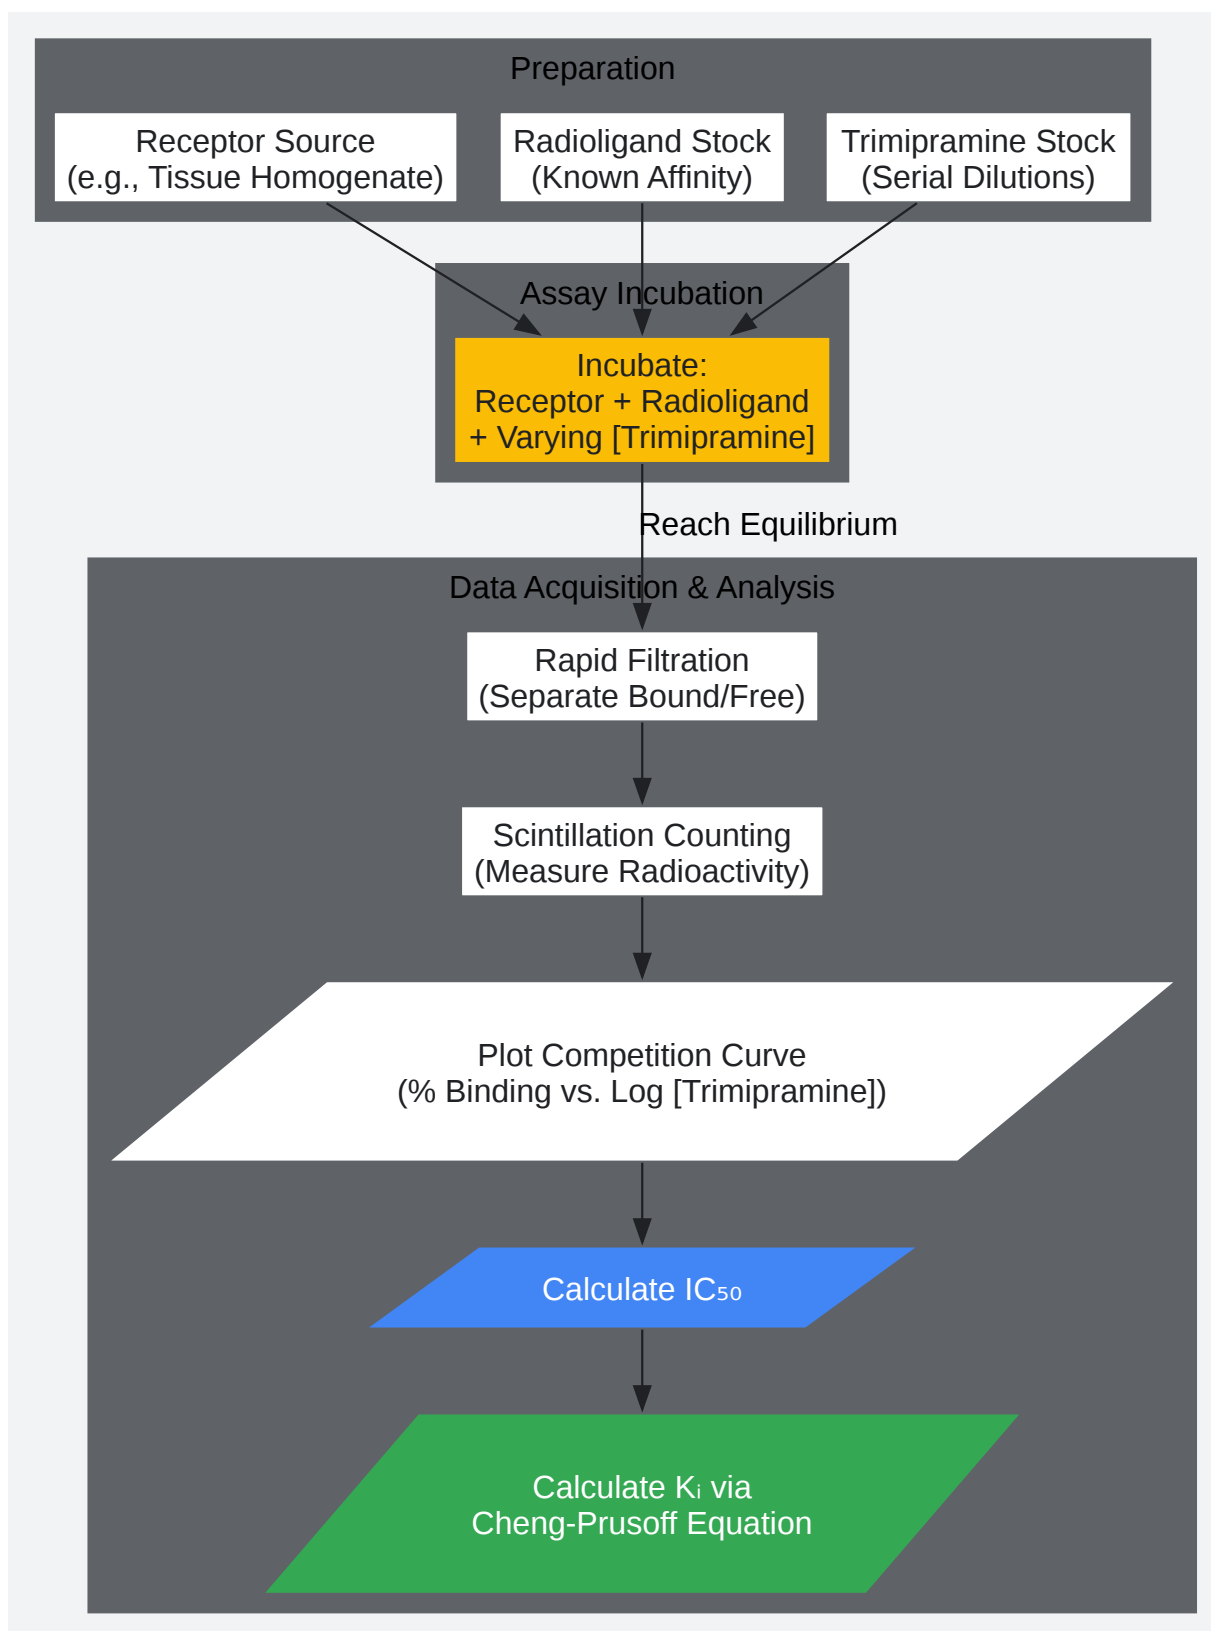 Preparation
Receptor Source
(e.g., Tissue Homogenate)
Radioligand Stock
(Known Affinity)
Trimipramine Stock
(Serial Dilutions)
Assay Incubation
Incubate:
Receptor + Radioligand
+ Varying [Trimipramine]
Reach Equilibrium
Data Acquisition & Analysis
Rapid Filtration
(Separate Bound/Free)
Scintillation Counting
(Measure Radioactivity)
Plot Competition Curve
(% Binding vs. Log [Trimipramine])
Calculate IC₅₀
Calculate Kᵢ via
Cheng-Prusoff Equation